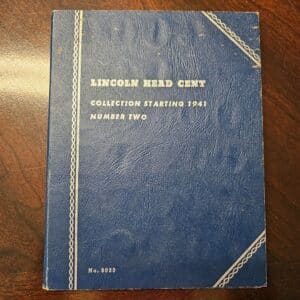 LINCOLN HEAD CENT
COLLECTION STARTING 1941
NUMBER TWO
No. 9030